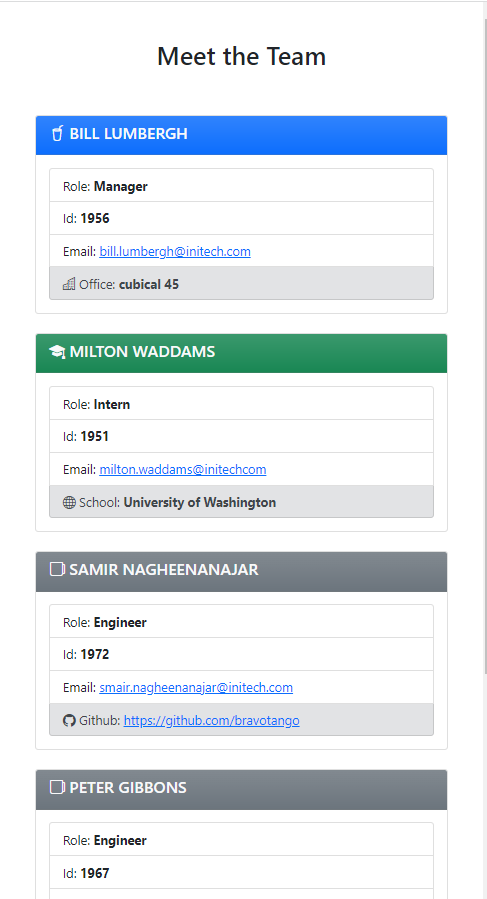 Meet the Team
BILL LUMBERGH
Role: Manager
Id: 1956
Email: bill.lumbergh@initech.com
Office: cubical 45
MILTON WADDAMS
Role: Intern
Id: 1951
Email: milton.waddams@initechcom
School: University of Washington
SAMIR NAGHEENANAJAR
Role: Engineer
Id: 1972
Email: smair.nagheenanajar@initech.com
Github: https://github.com/bravotango
PETER GIBBONS
Role: Engineer
Id: 1967